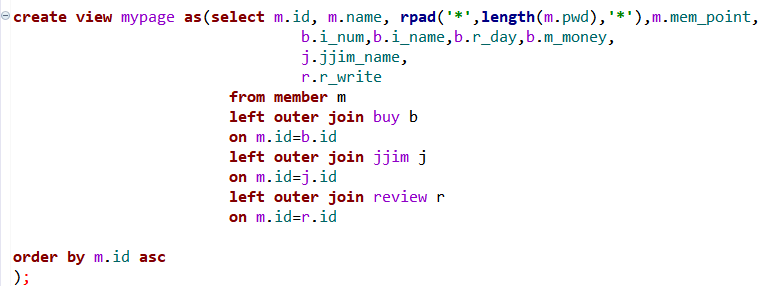 create view mypage as(select m.id, m.name, rpad('*',length(m.pwd),'*'),m.mem_point,
b.i_num,b.i_name,b.r_day,b.m_money,
j.jjim_name,
r.r_write
from member m
left outer join buy b
on m.id=b.id
left outer join jjim j
on m.id=j.id
left outer join review r
on m.id=r.id
order by m.id asc
);